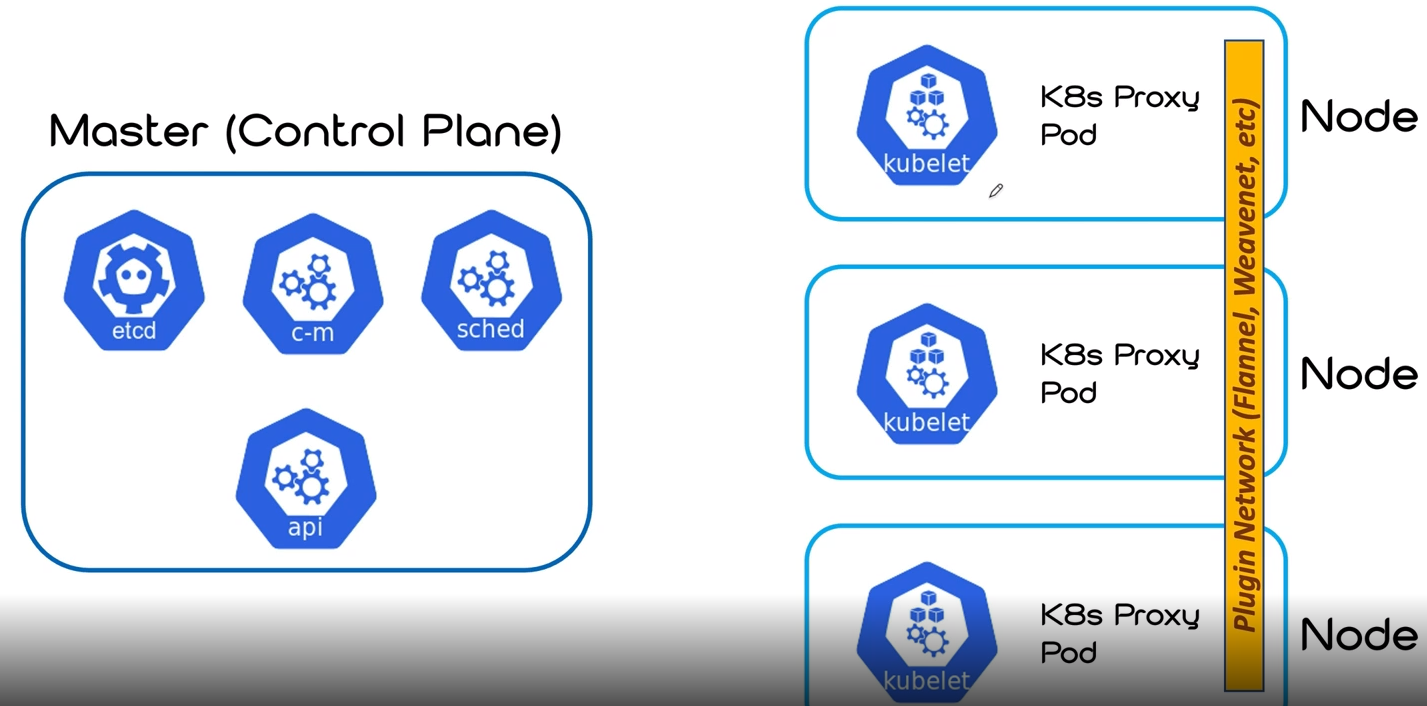 Master (Control Plane)
etcd
c-m
sched
api
kubelet
K8s Proxy
Pod
Node
kubelet
K8s Proxy
Pod
Node
kubelet
K8s Proxy
Pod
Node
Plugin Network (Flannel, Weavenet, etc)